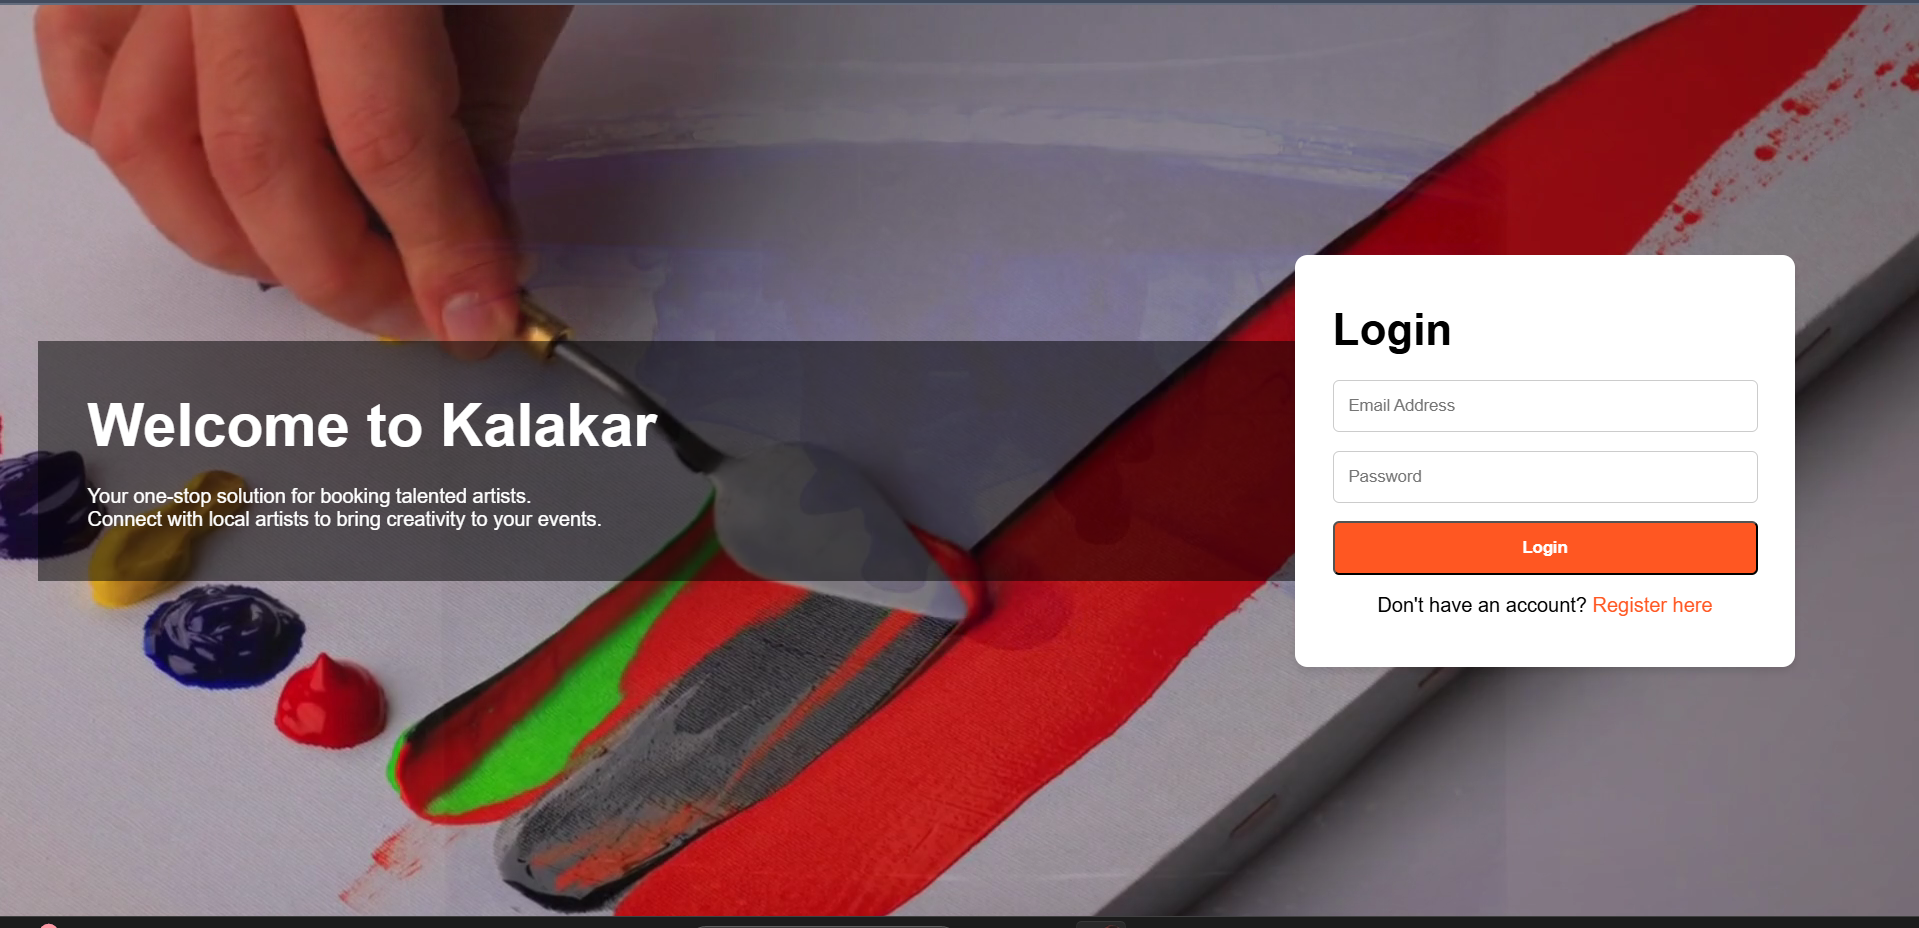 Welcome to Kalakar
Your one-stop solution for booking talented artists.
Connect with local artists to bring creativity to your events.
Login
Email Address
Password
Login
Don't have an account? Register here